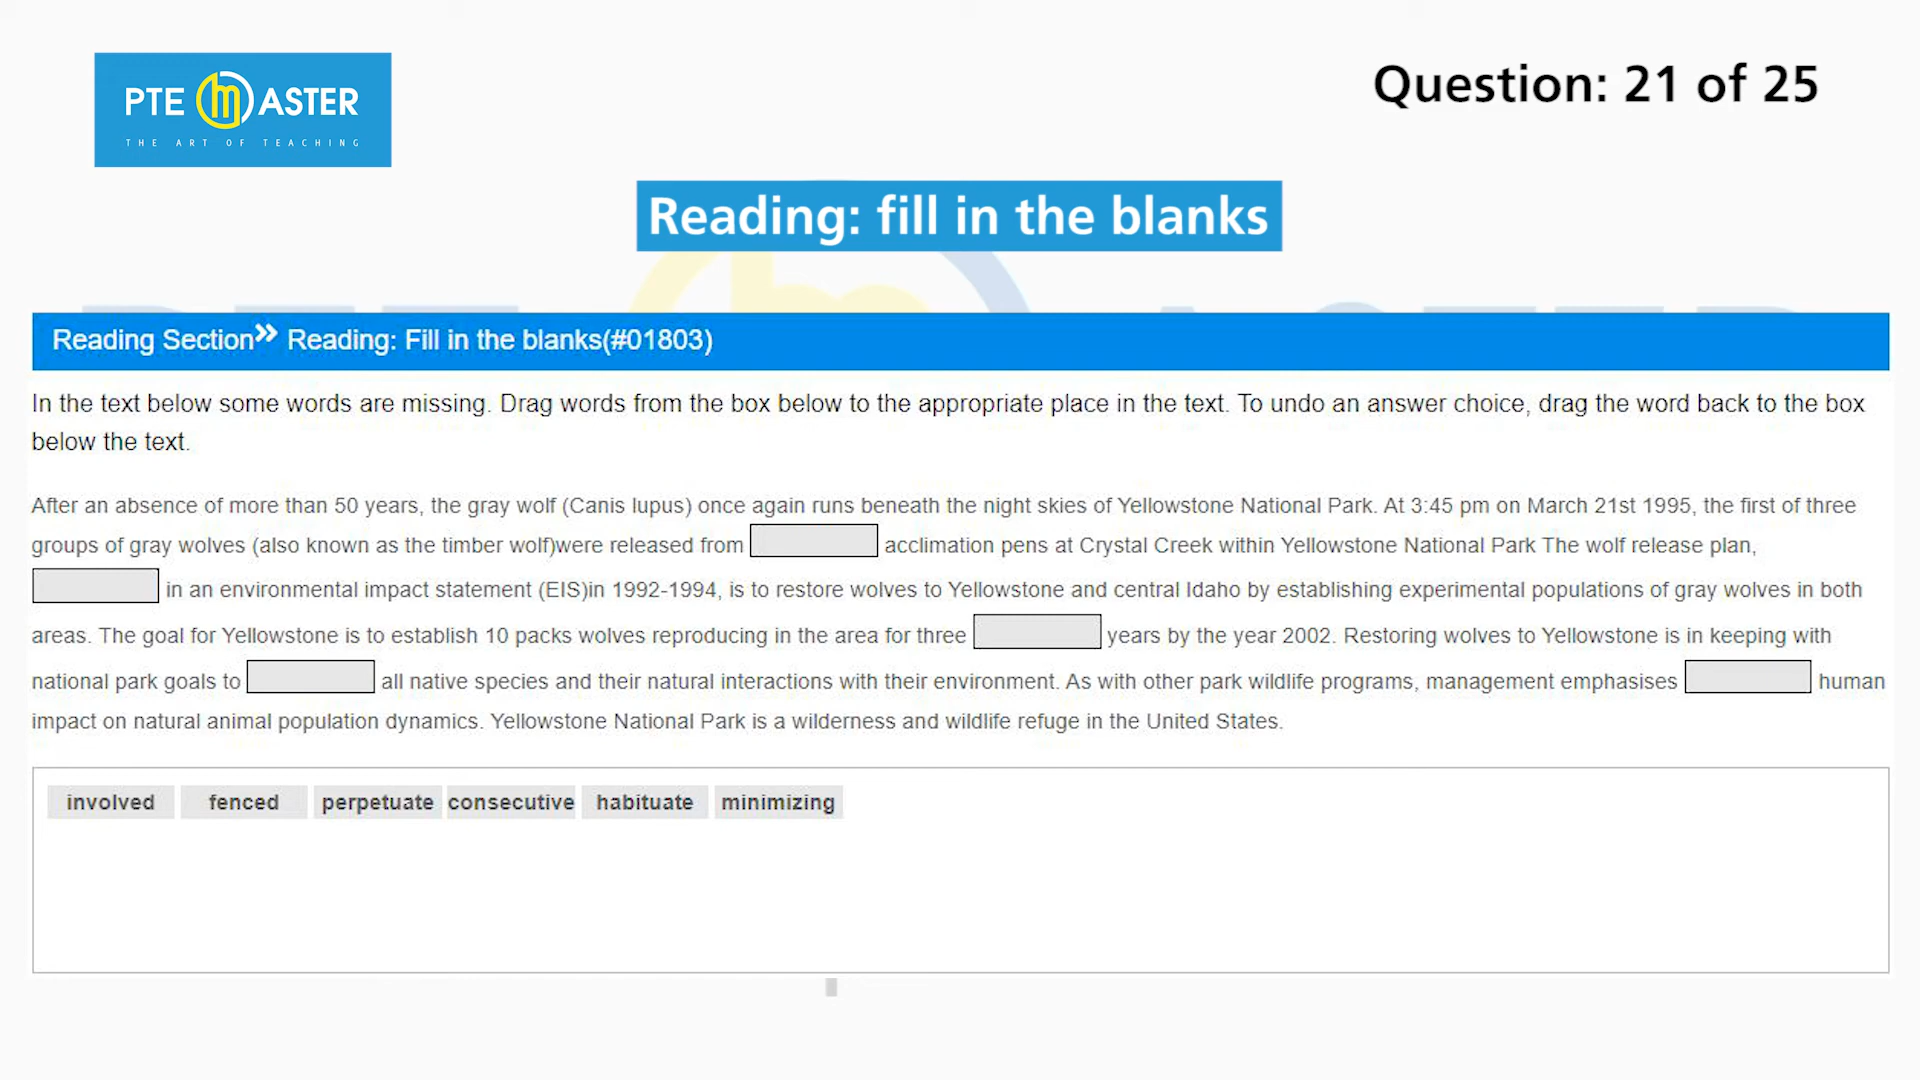 PTE MASTER
THE ART OF TEACHING
Question: 21 of 25
Reading: fill in the blanks
Reading Section» Reading: Fill in the blanks(#01803)
In the text below some words are missing. Drag words from the box below to the appropriate place in the text. To undo an answer choice, drag the word back to the box
below the text.
After an absence of more than 50 years, the gray wolf (Canis lupus) once again runs beneath the night skies of Yellowstone National Park. At 3:45 pm on March 21st 1995, the first of three
groups of gray wolves (also known as the timber wolf)were released from acclimation pens at Crystal Creek within Yellowstone National Park The wolf release plan,
in an environmental impact statement (EIS)in 1992-1994, is to restore wolves to Yellowstone and central Idaho by establishing experimental populations of gray wolves in both
areas. The goal for Yellowstone is to establish 10 packs wolves reproducing in the area for three years by the year 2002. Restoring wolves to Yellowstone is in keeping with
national park goals to all native species and their natural interactions with their environment. As with other park wildlife programs, management emphasises human
impact on natural animal population dynamics. Yellowstone National Park is a wilderness and wildlife refuge in the United States.
involved fenced perpetuate consecutive habituate minimizing